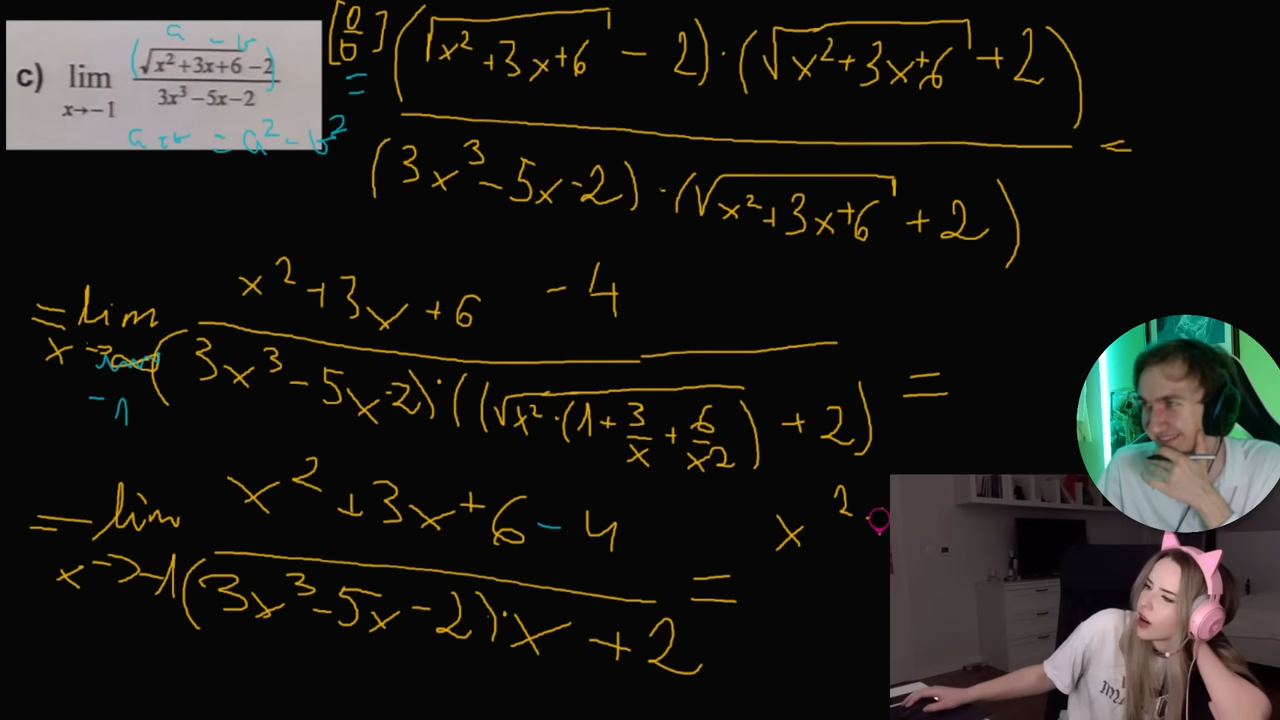 c) lim x→-1 (√x²+3x+6 - 2) / 3x³-5x-2
a - b
a+b = a² - b²
[0/0] = (√x²+3x+6 - 2)·(√x²+3x+6 + 2)
(3x³-5x-2)·(√x²+3x+6 + 2) =
x²+3x+6 - 4
= lim
x→ -1 (3x³-5x-2)·((√x²·(1+3/x+6/x2) + 2) =
= lim x²+3x+6-4 x²·
x→-1 (3x³-5x-2)·x+2 =